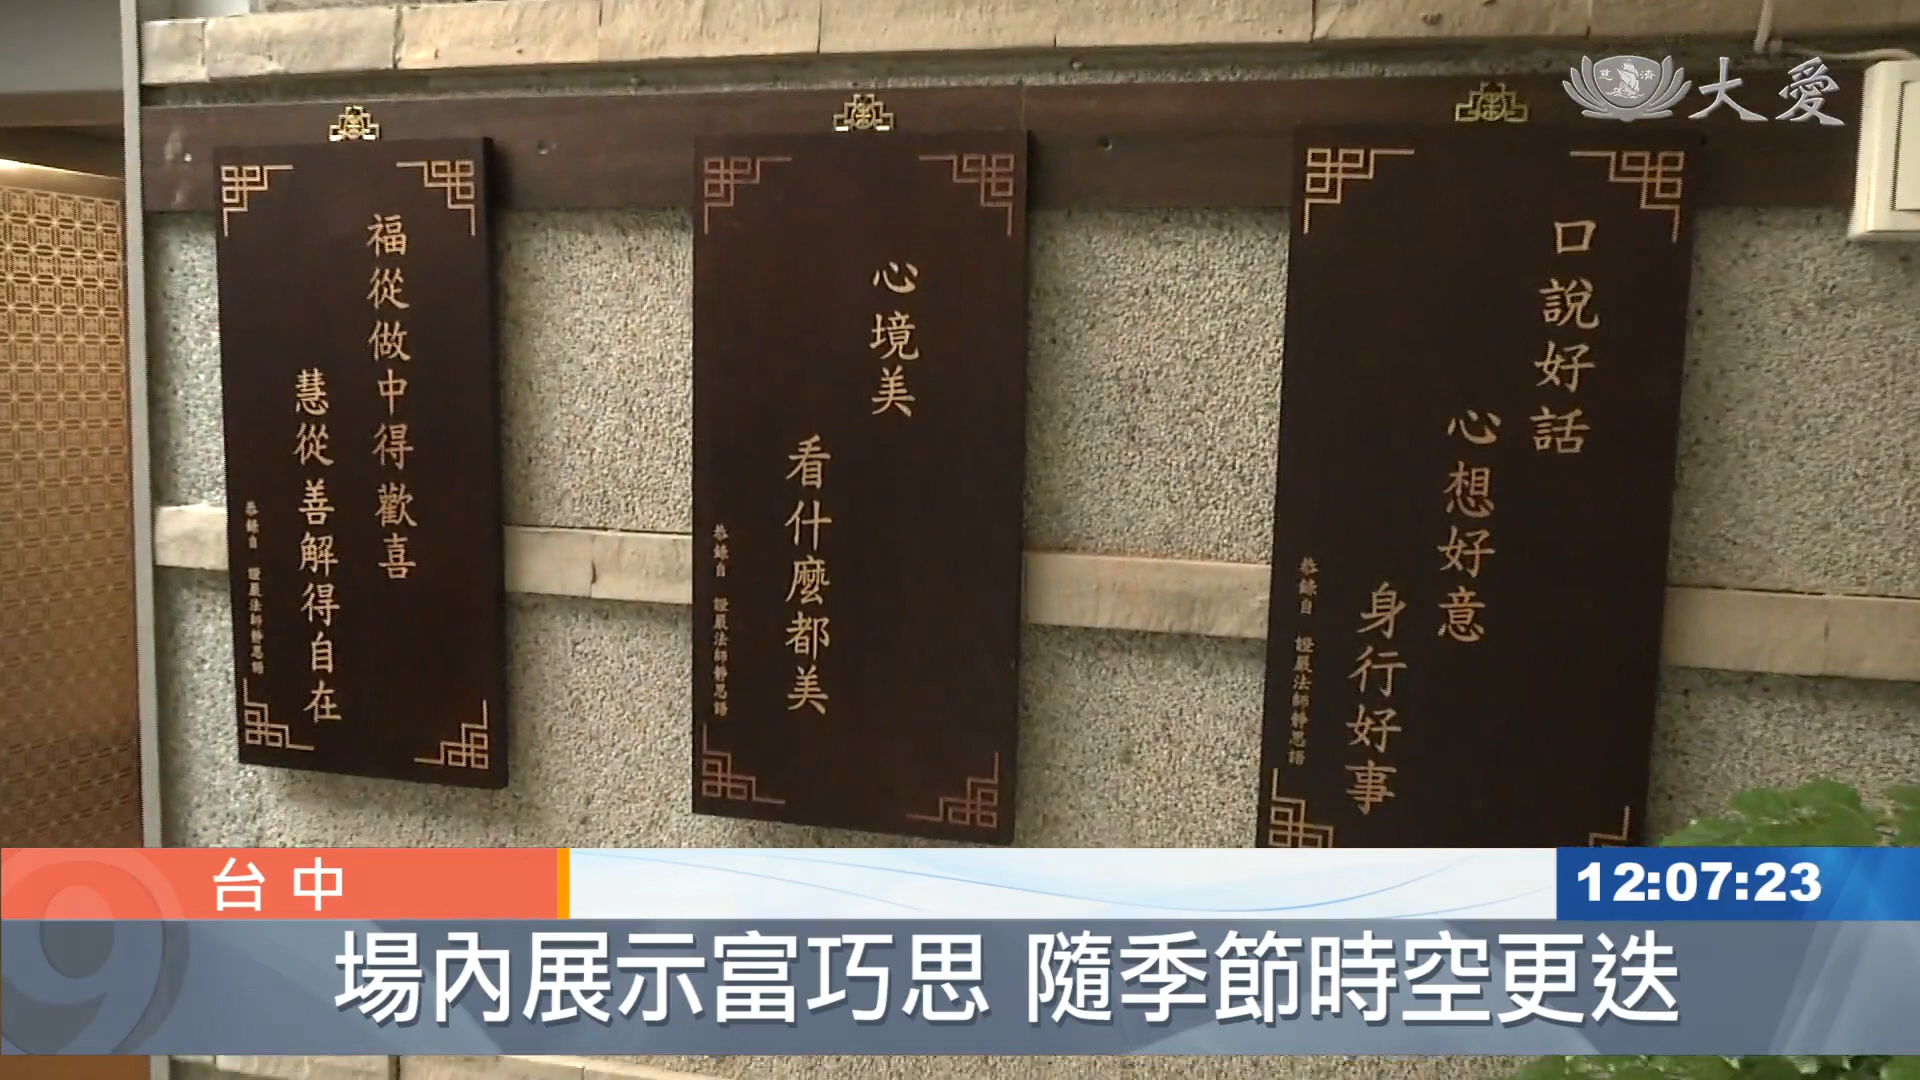 慈濟
大愛
口說好話
心想好意
身行好事
恭錄自 證嚴法師靜思語
心境美
看什麼都美
恭錄自 證嚴法師靜思語
福從做中得歡喜
慧從善解得自在
恭錄自 證嚴法師靜思語
台中
12:07:23
場內展示富巧思 隨季節時空更迭